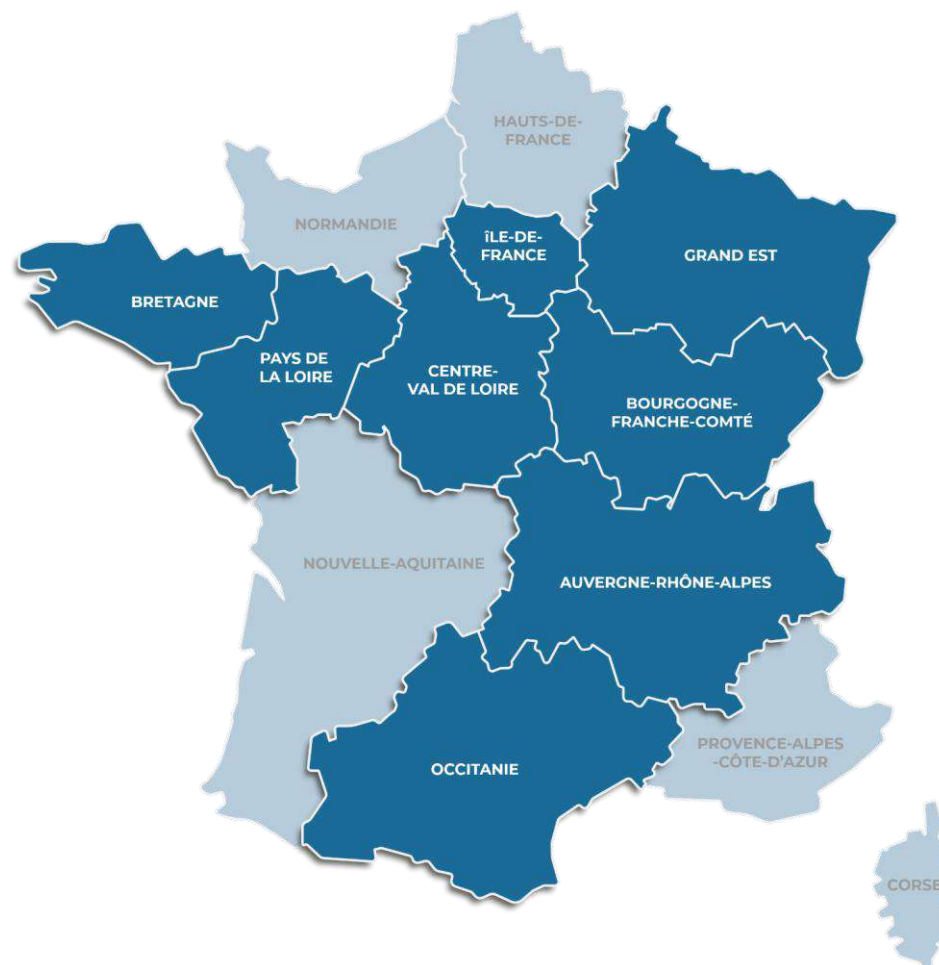 HAUTS-DE-
FRANCE
NORMANDIE
îLE-DE-
FRANCE
GRAND EST
BRETAGNE
PAYS DE
LA LOIRE
CENTRE-
VAL DE LOIRE
BOURGOGNE-
FRANCHE-COMTÉ
NOUVELLE-AQUITAINE
AUVERGNE-RHÔNE-ALPES
PROVENCE-ALPES
-CÔTE-D’AZUR
OCCITANIE
CORSE